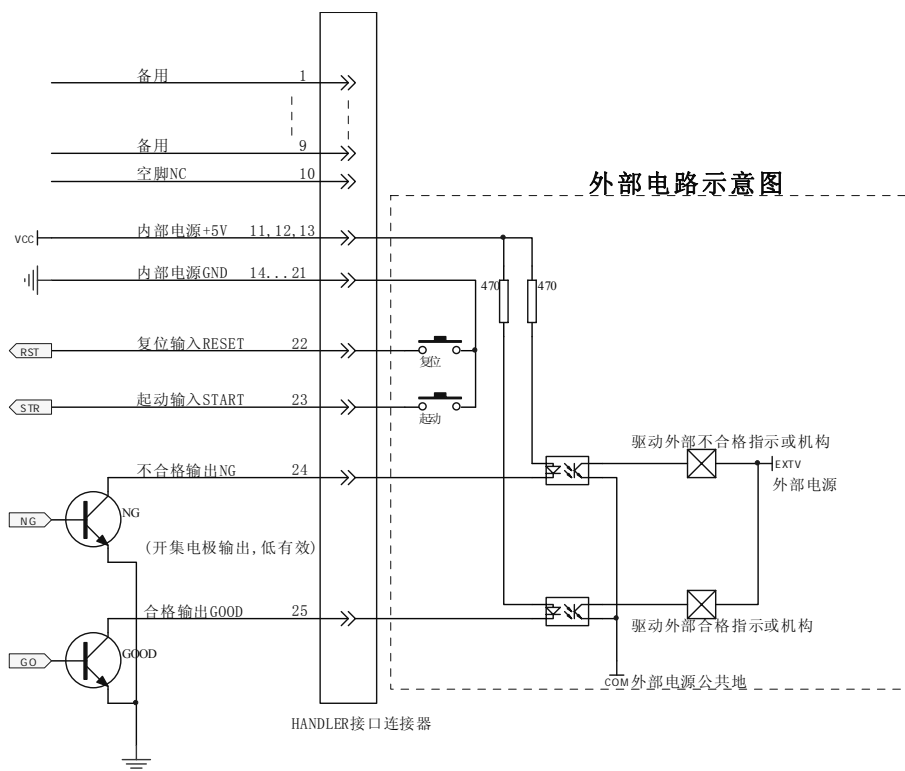 备用 1
备用 9
空脚NC 10
外部电路示意图
VCC 内部电源+5V 11,12,13
内部电源GND 14...21
470 470
RST 复位输入RESET 22
复位
STR 起动输入START 23
起动
驱动外部不合格指示或机构
不合格输出NG 24
EXTV
外部电源
NG NG
(开集电极输出,低有效)
合格输出GOOD 25
驱动外部合格指示或机构
GO GOOD
COM 外部电源公共地
HANDLER接口连接器